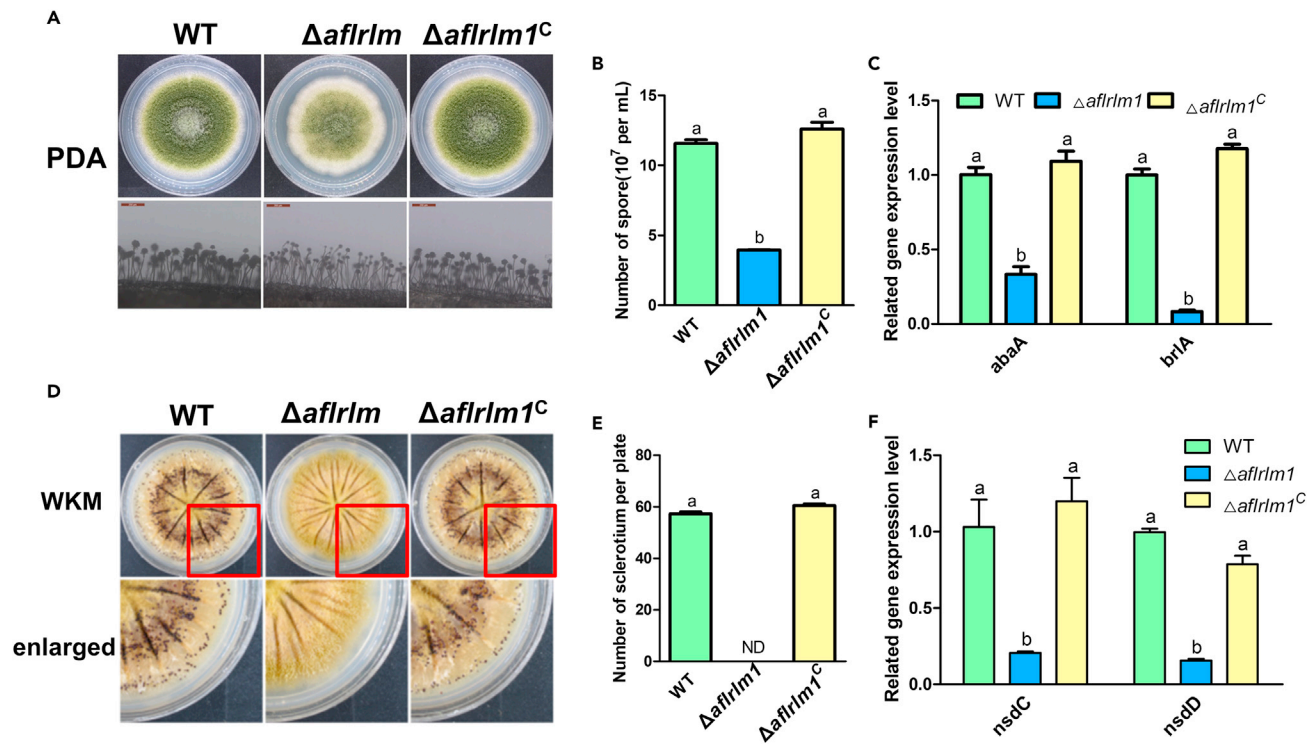 A
WT Δaflrlm Δaflrlm1ᶜ
PDA
B
Number of spore(10⁷ per mL)
15
10
5
0
a
b
a
WT
Δaflrlm1
Δaflrlm1ᶜ
C
WT △aflrlm1 △aflrlm1ᶜ
Related gene expression level
1.5
1.0
0.5
0.0
a
b
a
a
b
a
abaA
brlA
D
WT Δaflrlm Δaflrlm1ᶜ
WKM
enlarged
E
Number of sclerotium per plate
80
60
40
20
0
a
ND
a
WT
Δaflrlm1
Δaflrlm1ᶜ
F
WT
△aflrlm1
△aflrlm1ᶜ
Related gene expression level
1.5
1.0
0.5
0.0
a
b
a
a
b
a
nsdC
nsdD